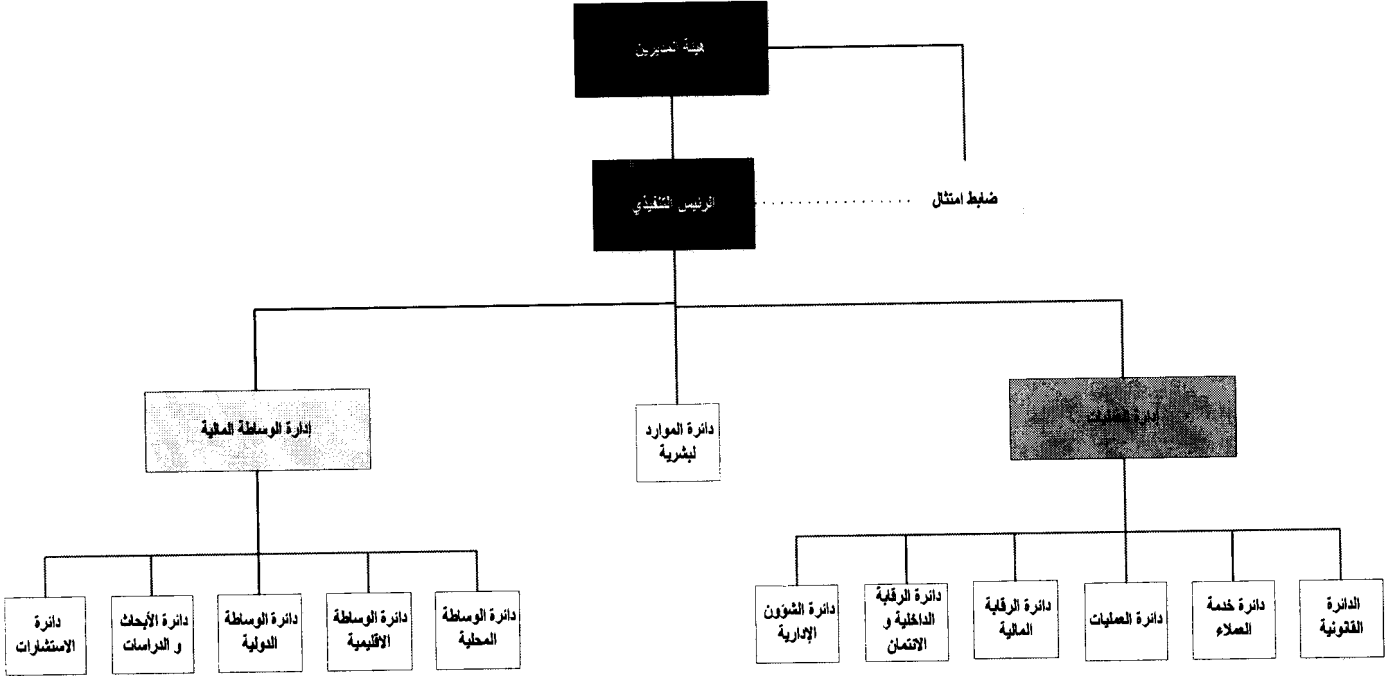 هيئة المديرين
الرئيس التنفيذي
ضابط امتثال
إدارة العمليات
دائرة الموارد
لبشرية
إدارة الوساطة المالية
الدائرة
القانونية
دائرة خدمة
العملاء
دائرة العمليات
دائرة الرقابة
المالية
دائرة الرقابة
الداخلية و
الائتمان
دائرة الشؤون
الإدارية
دائرة الوساطة
المحلية
دائرة الوساطة
الاقليمية
دائرة الوساطة
الدولية
دائرة الأبحاث
و الدراسات
دائرة
الاستشارات